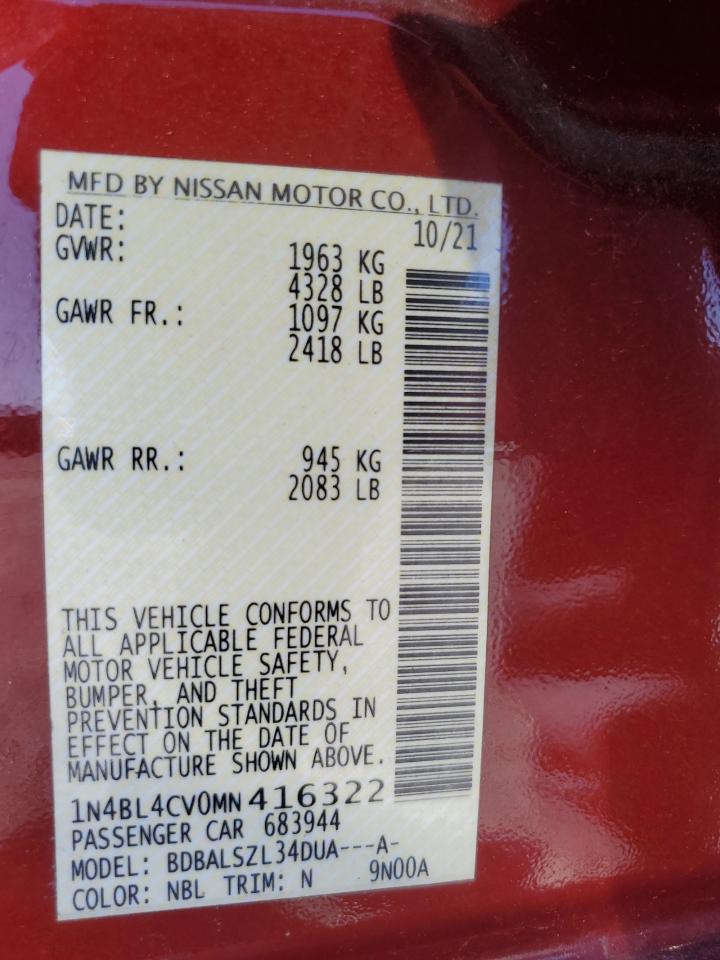 MFD BY NISSAN MOTOR CO., LTD.
DATE: 10/21
GVWR: 1963 KG
4328 LB
GAWR FR.: 1097 KG
2418 LB
GAWR RR.: 945 KG
2083 LB
THIS VEHICLE CONFORMS TO
ALL APPLICABLE FEDERAL
MOTOR VEHICLE SAFETY,
BUMPER, AND THEFT
PREVENTION STANDARDS IN
EFFECT ON THE DATE OF
MANUFACTURE SHOWN ABOVE.
1N4BL4CV0MN416322
PASSENGER CAR 683944
MODEL: BDBALSZL34DUA---A-
COLOR: NBL TRIM: N 9N00A